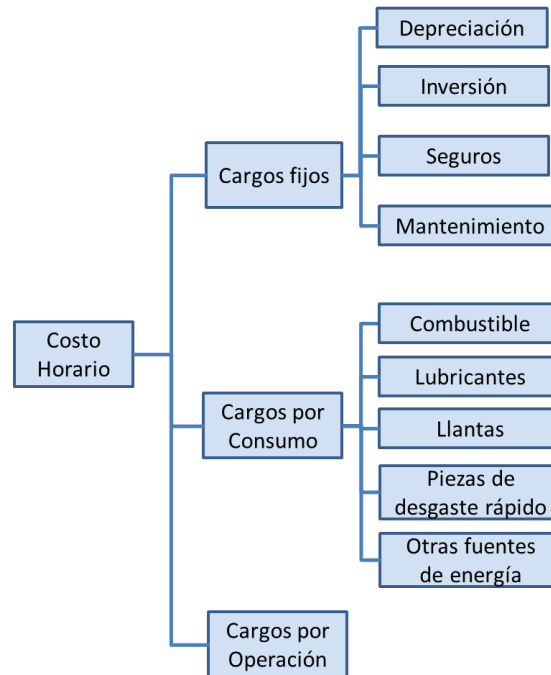 Costo
Horario
Cargos fijos
Depreciación
Inversión
Seguros
Mantenimiento
Cargos por
Consumo
Combustible
Lubricantes
Llantas
Piezas de
desgaste rápido
Otras fuentes
de energía
Cargos por
Operación